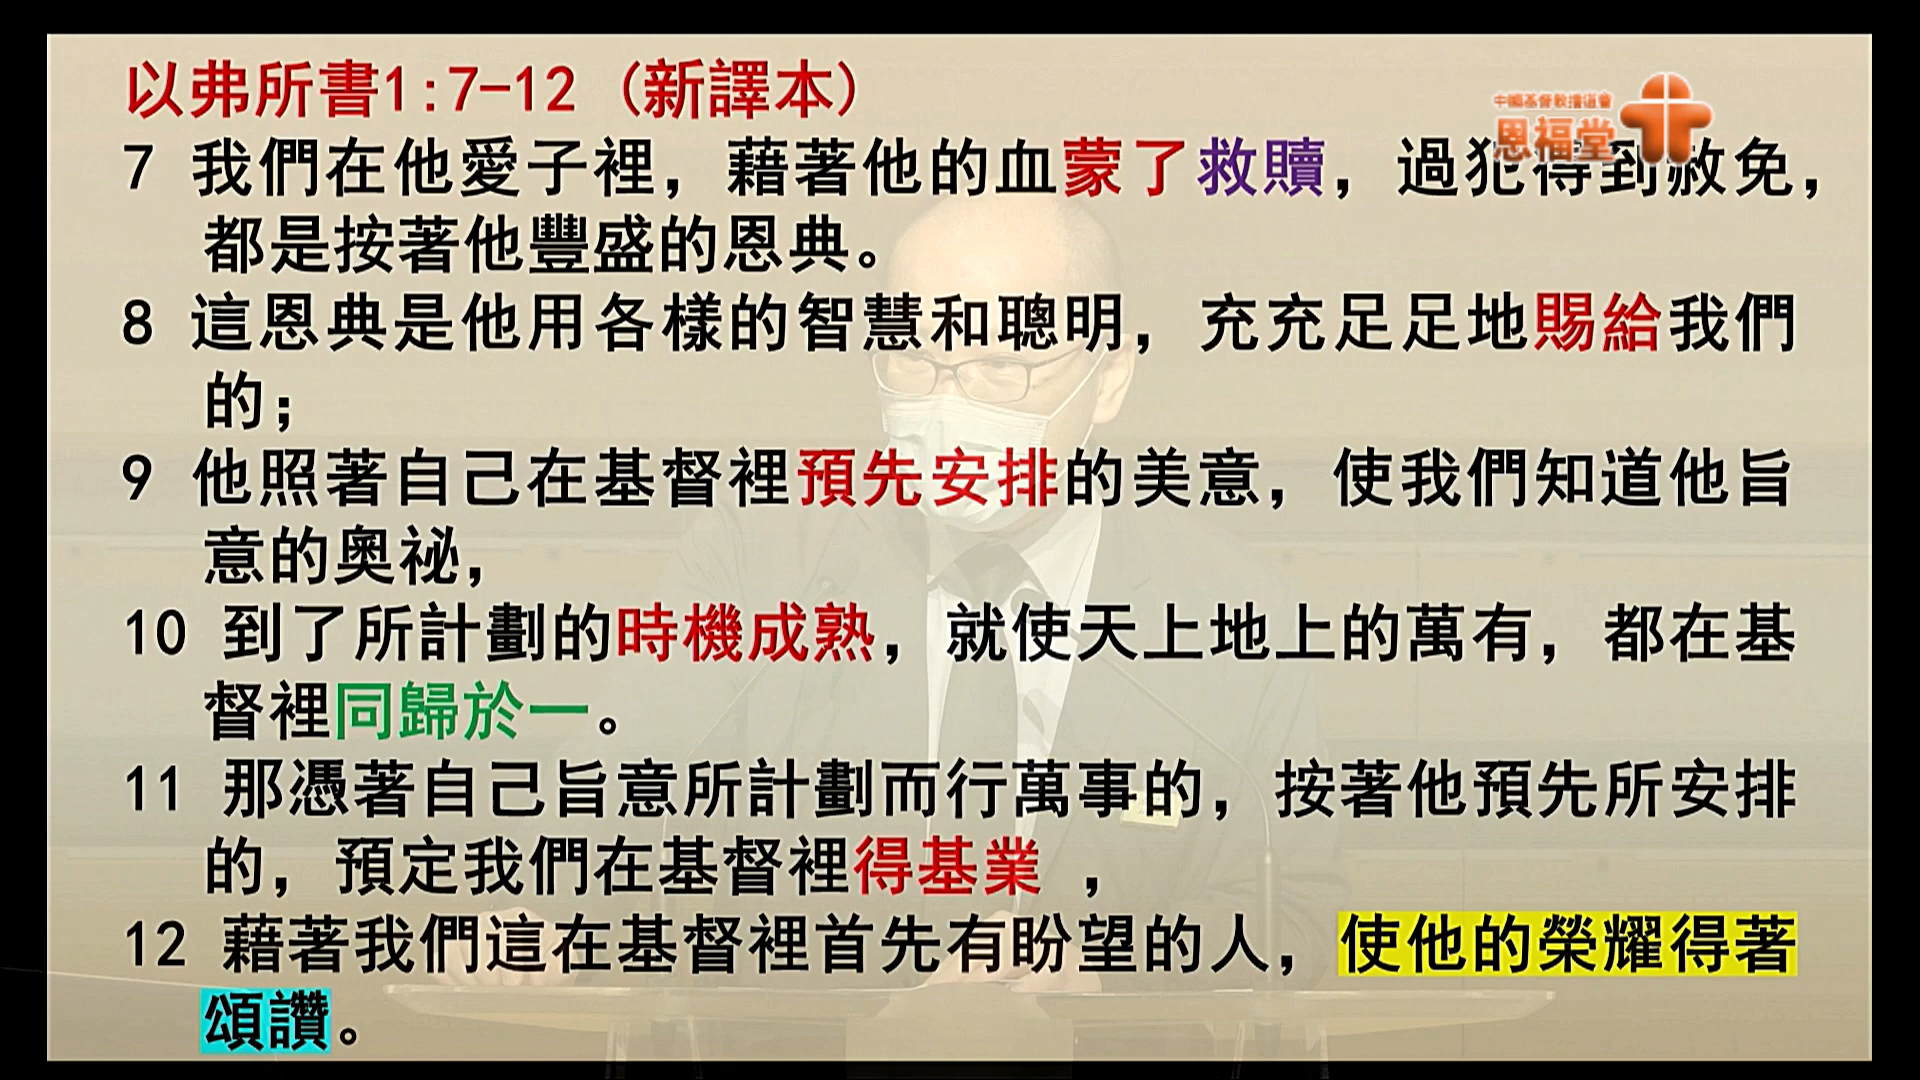 以弗所書1:7-12 (新譯本)
中國基督教播道會
恩福堂
7 我們在他愛子裡，藉著他的血蒙了救贖，過犯得到赦免，
都是按著他豐盛的恩典。
8 這恩典是他用各樣的智慧和聰明，充充足足地賜給我們
的；
9 他照著自己在基督裡預先安排的美意，使我們知道他旨
意的奧祕，
10 到了所計劃的時機成熟，就使天上地上的萬有，都在基
督裡同歸於一。
11 那憑著自己旨意所計劃而行萬事的，按著他預先所安排
的，預定我們在基督裡得基業 ，
12 藉著我們這在基督裡首先有盼望的人，使他的榮耀得著
頌讚。